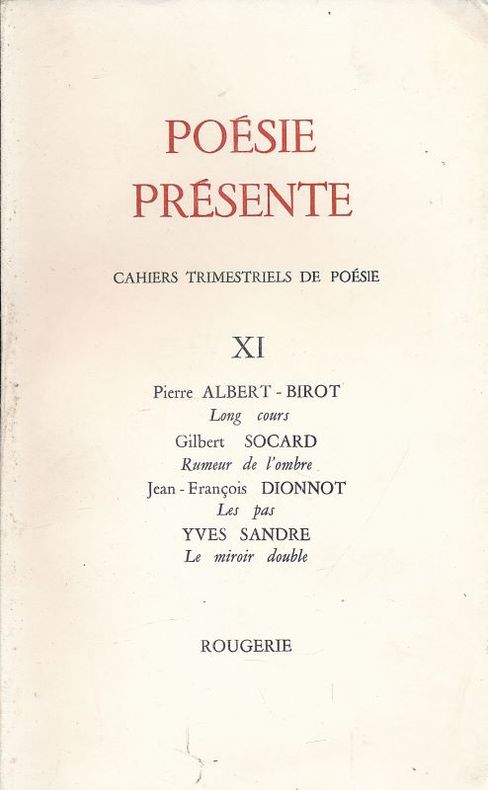 POÉSIE
PRÉSENTE
CAHIERS TRIMESTRIELS DE POÉSIE
XI
Pierre ALBERT - BIROT
Long cours
Gilbert SOCARD
Rumeur de l'ombre
Jean - François DIONNOT
Les pas
YVES SANDRE
Le miroir double
ROUGERIE